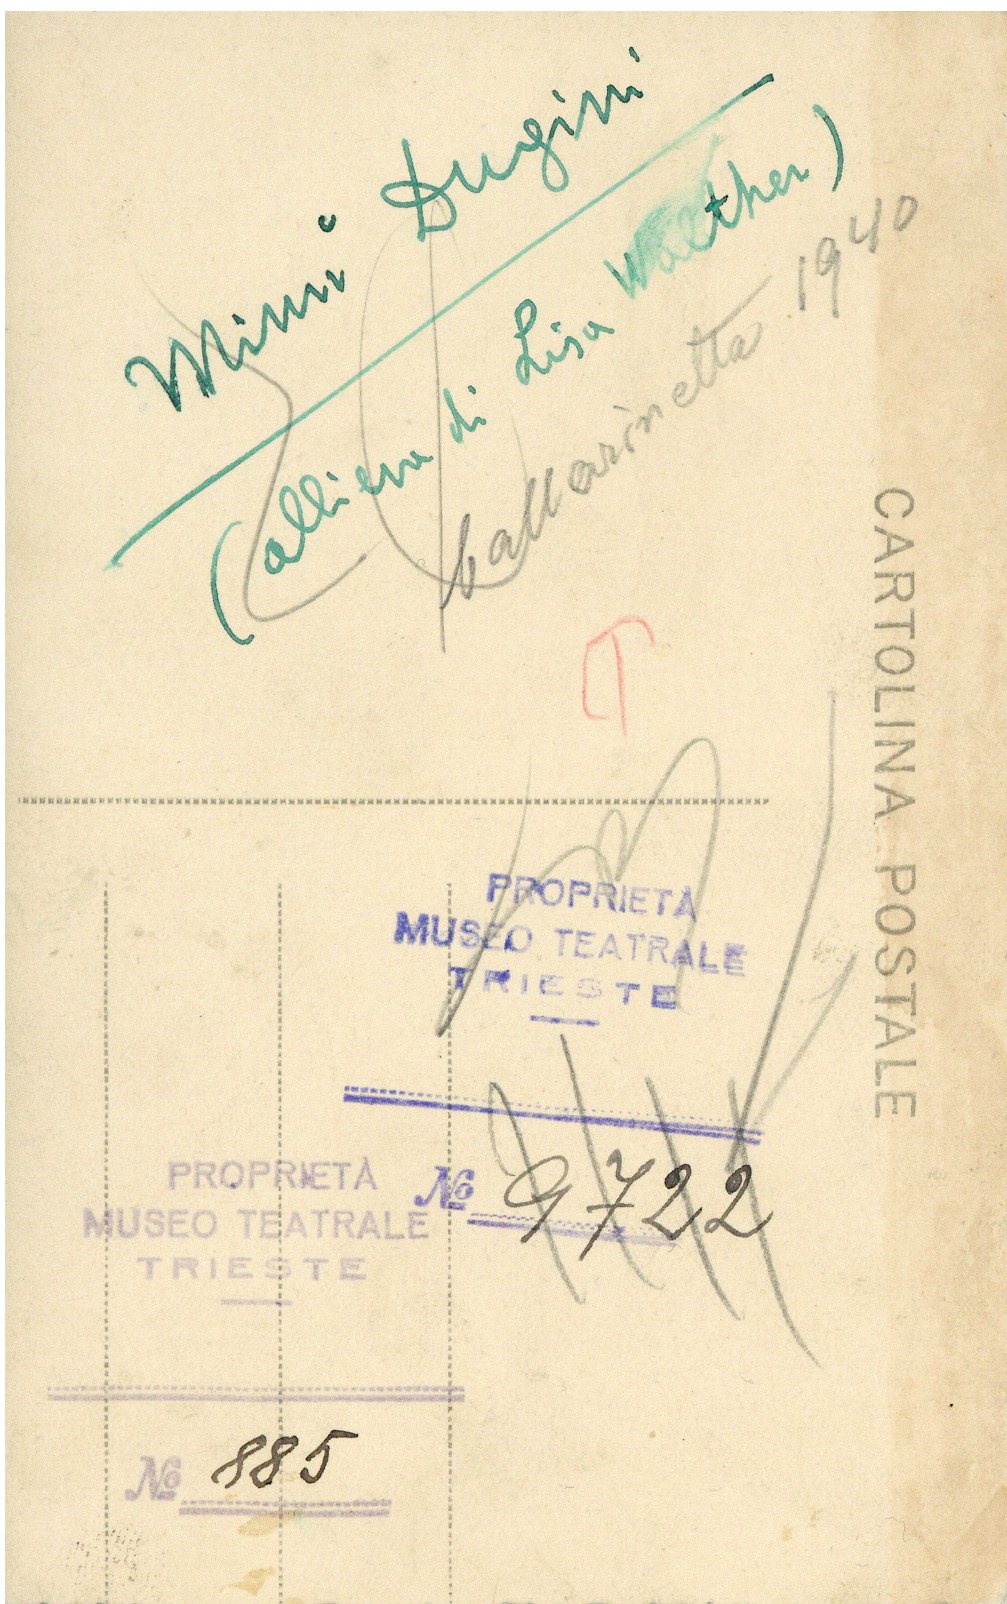 Mimì Dugini
(allieva di Lisa Walther)
ballerinetta 1940
T
CARTOLINA POSTALE
PROPRIETÀ
MUSEO TEATRALE
TRIESTE
No 9722
PROPRIETÀ
MUSEO TEATRALE
TRIESTE
No 885